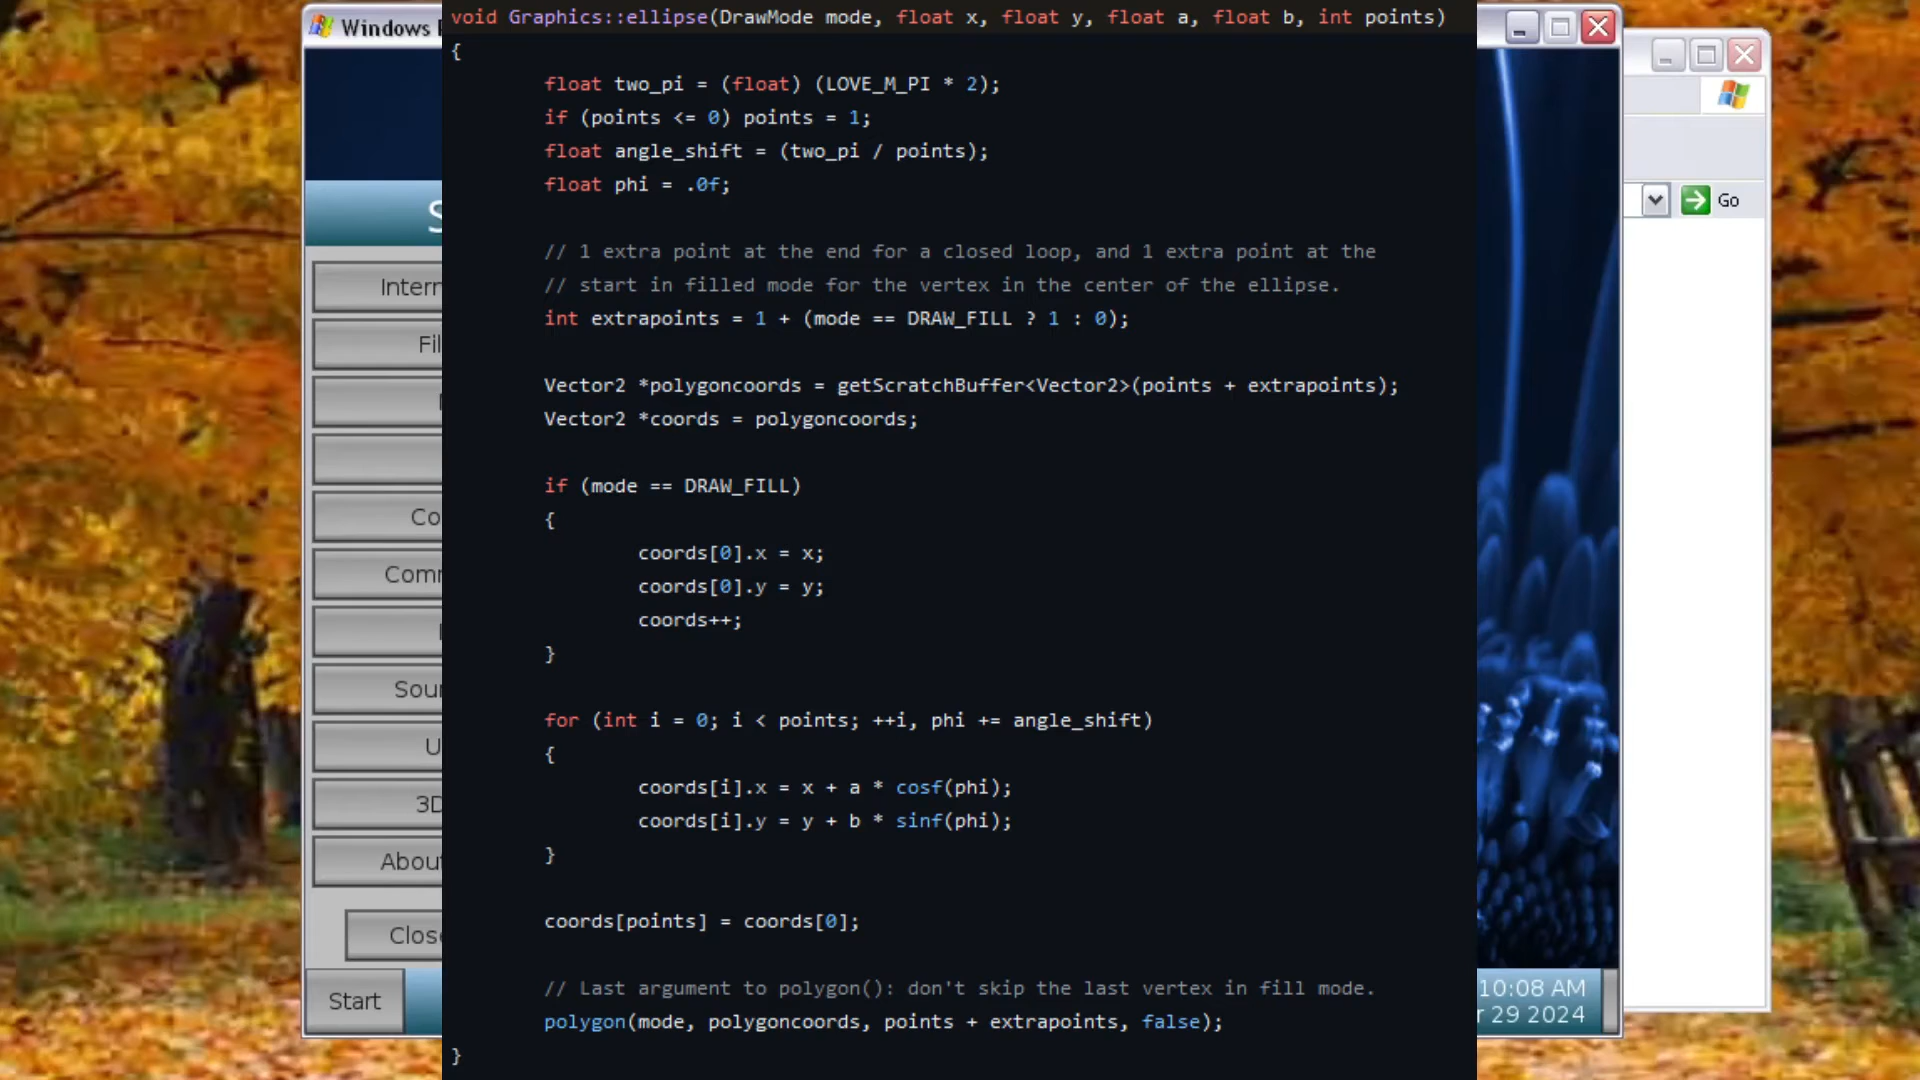 Windows
void Graphics::ellipse(DrawMode mode, float x, float y, float a, float b, int points)
{
float two_pi = (float) (LOVE_M_PI * 2);
if (points <= 0) points = 1;
float angle_shift = (two_pi / points);
float phi = .0f;
Go
S
// 1 extra point at the end for a closed loop, and 1 extra point at the
// start in filled mode for the vertex in the center of the ellipse.
int extrapoints = 1 + (mode == DRAW_FILL ? 1 : 0);
Intern
Fil
Vector2 *polygoncoords = getScratchBuffer<Vector2>(points + extrapoints);
Vector2 *coords = polygoncoords;
if (mode == DRAW_FILL)
{
Co
coords[0].x = x;
coords[0].y = y;
coords++;
}
Comm
Sour
for (int i = 0; i < points; ++i, phi += angle_shift)
{
U
coords[i].x = x + a * cosf(phi);
coords[i].y = y + b * sinf(phi);
}
3D
About
coords[points] = coords[0];
Close
// Last argument to polygon(): don't skip the last vertex in fill mode.
polygon(mode, polygoncoords, points + extrapoints, false);
}
Start
10:08 AM
r 29 2024